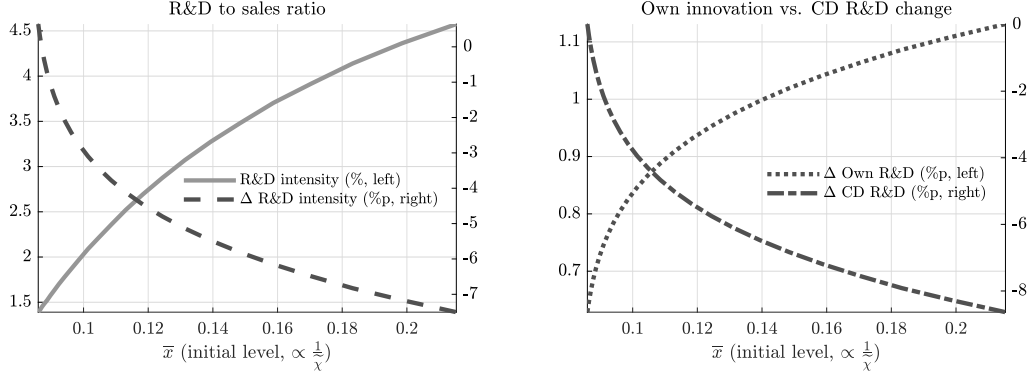 R&D to sales ratio
4.5
4
3.5
3
2.5
2
1.5
0
-1
-2
-3
-4
-5
-6
-7
R&D intensity (%, left)
Δ R&D intensity (%p, right)
0.1 0.12 0.14 0.16 0.18 0.2
x̅ (initial level, ∝ 1/χ̃)
Own innovation vs. CD R&D change
1.1
1
0.9
0.8
0.7
0
-2
-4
-6
-8
Δ Own R&D (%p, left)
Δ CD R&D (%p, right)
0.1 0.12 0.14 0.16 0.18 0.2
x̅ (initial level, ∝ 1/χ̃)